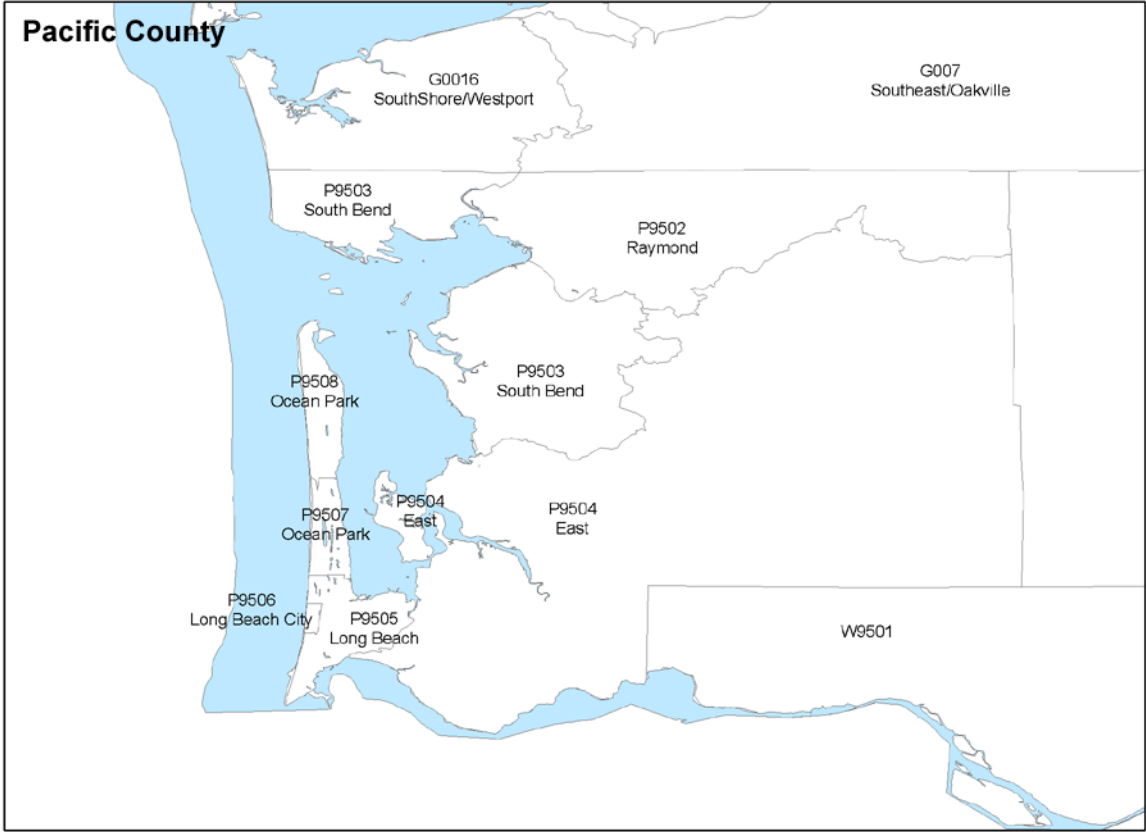 Pacific County
G0016
SouthShore/Westport
G007
Southeast/Oakville
P9503
South Bend
P9502
Raymond
P9508
Ocean Park
P9503
South Bend
P9507
Ocean Park
P9504
East
P9504
East
P9506
Long Beach City
P9505
Long Beach
W9501